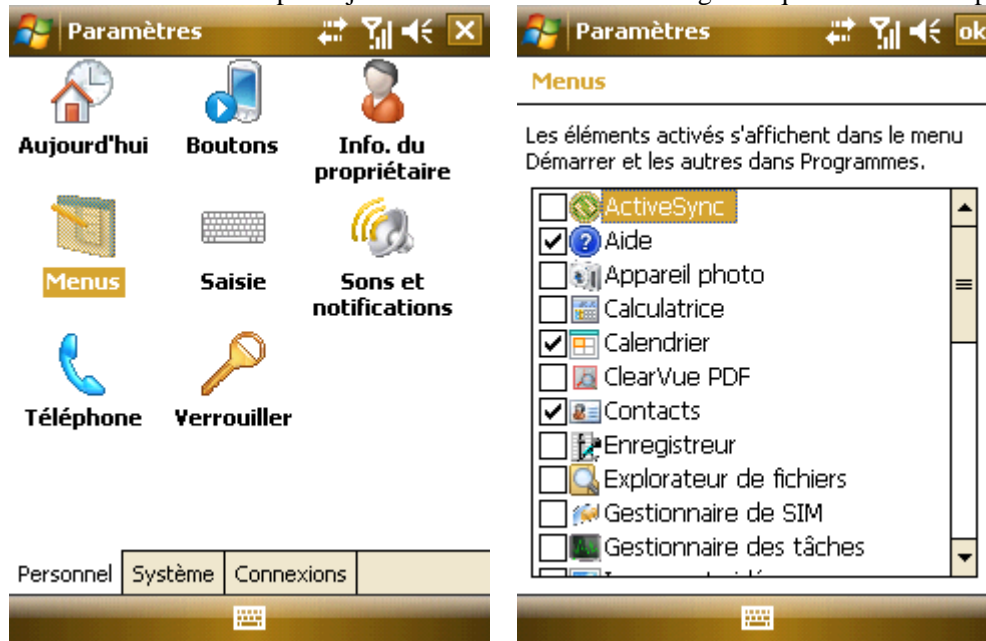 Paramètres
Aujourd'hui
Boutons
Info. du
propriétaire
Menus
Saisie
Sons et
notifications
Téléphone
Verrouiller
Personnel
Système
Connexions
Paramètres
ok
Menus
Les éléments activés s'affichent dans le menu
Démarrer et les autres dans Programmes.
ActiveSync
Aide
Appareil photo
Calculatrice
Calendrier
ClearVue PDF
Contacts
Enregistreur
Explorateur de fichiers
Gestionnaire de SIM
Gestionnaire des tâches